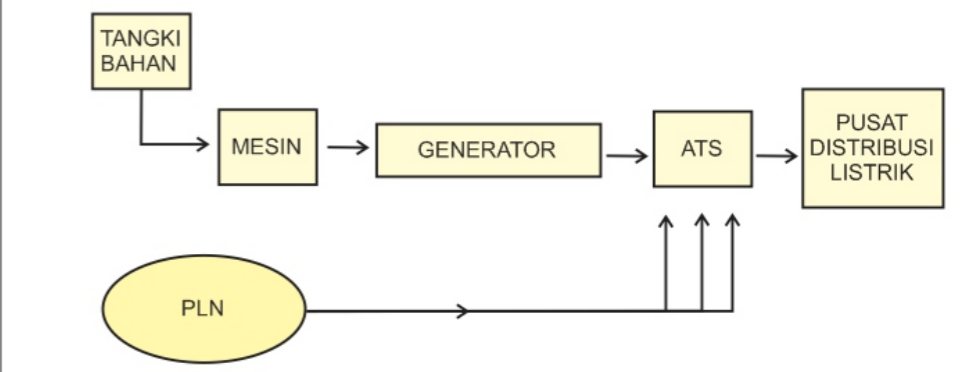 TANGKI
BAHAN
MESIN
GENERATOR
ATS
PUSAT
DISTRIBUSI
LISTRIK
PLN